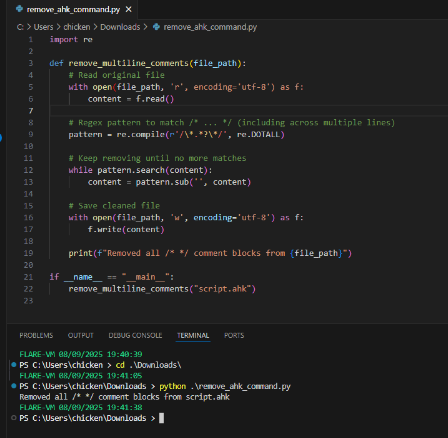 remove_ahk_command.py
C: > Users > chicken > Downloads > remove_ahk_command.py
1 import re
2
3 def remove_multiline_comments(file_path):
4 # Read original file
5 with open(file_path, 'r', encoding='utf-8') as f:
6 content = f.read()
7
8 # Regex pattern to match /* ... */ (including across multiple lines)
9 pattern = re.compile(r'/\*.*?\*/', re.DOTALL)
10
11 # Keep removing until no more matches
12 while pattern.search(content):
13 content = pattern.sub('', content)
14
15 # Save cleaned file
16 with open(file_path, 'w', encoding='utf-8') as f:
17 f.write(content)
18
19 print(f"Removed all /* */ comment blocks from {file_path}")
20
21 if __name__ == "__main__":
22 remove_multiline_comments("script.ahk")
23
PROBLEMS OUTPUT DEBUG CONSOLE TERMINAL PORTS
FLARE-VM 08/09/2025 19:40:39
PS C:\Users\chicken > cd .\Downloads\
FLARE-VM 08/09/2025 19:41:05
PS C:\Users\chicken\Downloads > python .\remove_ahk_command.py
Removed all /* */ comment blocks from script.ahk
FLARE-VM 08/09/2025 19:41:38
PS C:\Users\chicken\Downloads >